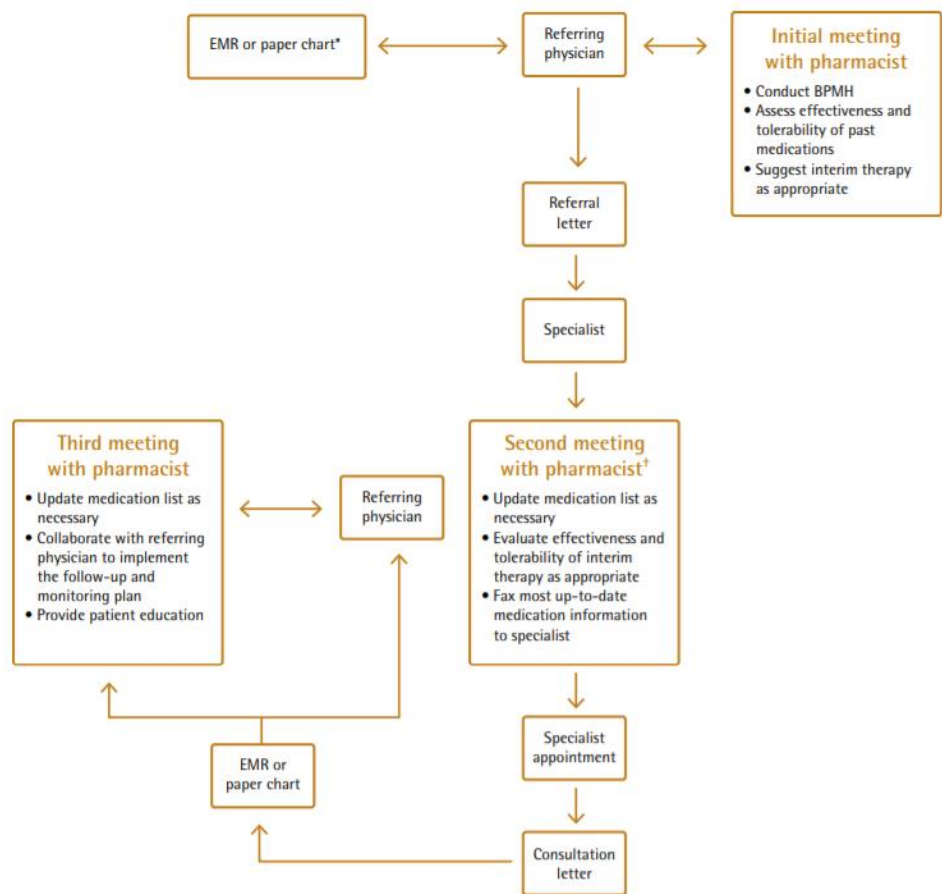 EMR or paper chart*
Referring
physician
Initial meeting
with pharmacist
• Conduct BPMH
• Assess effectiveness and
tolerability of past
medications
• Suggest interim therapy
as appropriate
Referral
letter
Specialist
Third meeting
with pharmacist
• Update medication list as
necessary
• Collaborate with referring
physician to implement
the follow-up and
monitoring plan
• Provide patient education
Referring
physician
Second meeting
with pharmacist†
• Update medication list as
necessary
• Evaluate effectiveness and
tolerability of interim
therapy as appropriate
• Fax most up-to-date
medication information
to specialist
Specialist
appointment
EMR or
paper chart
Consultation
letter